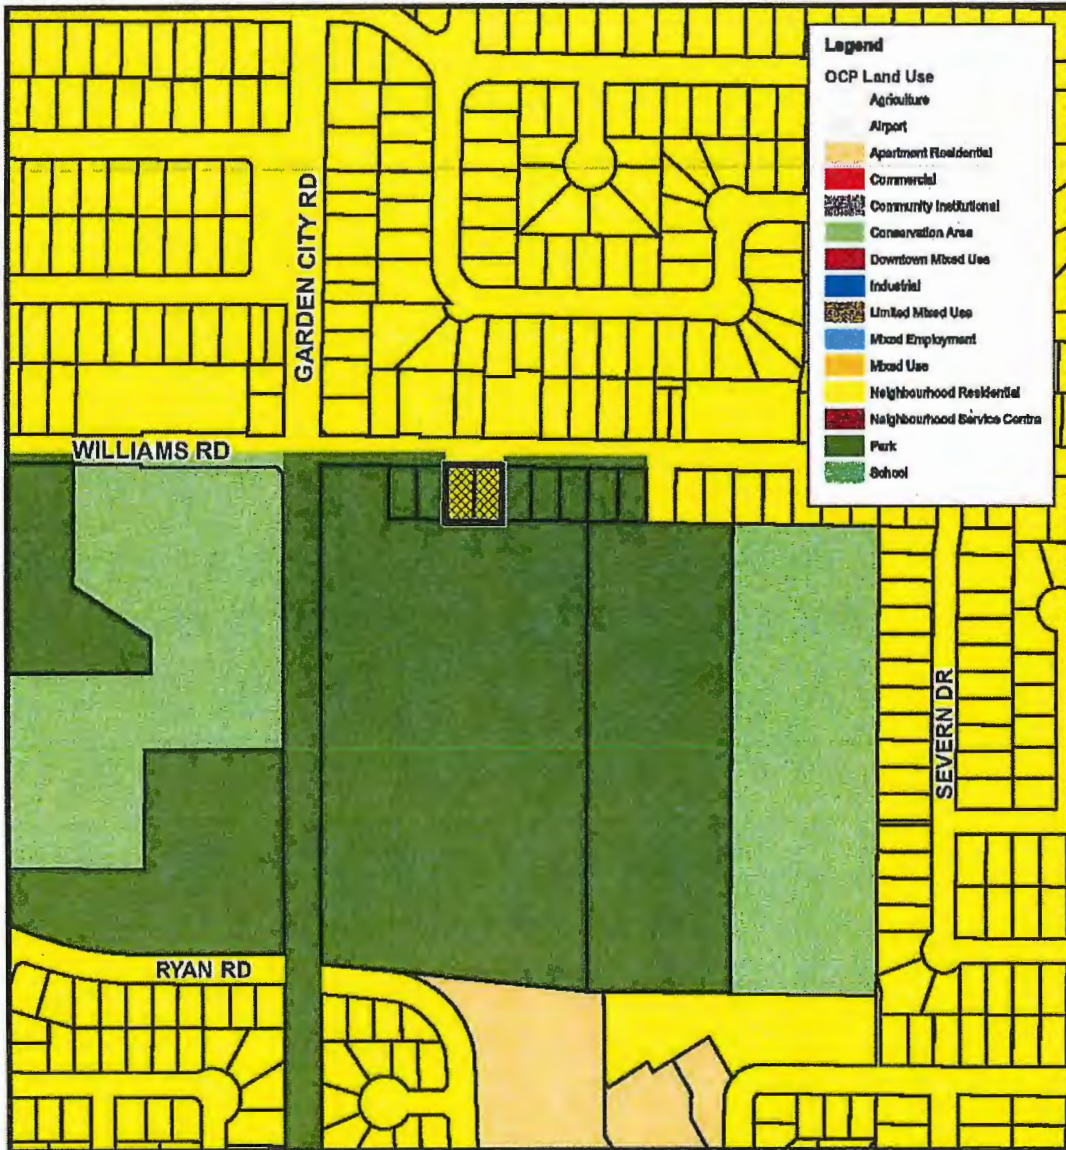 Legend
OCP Land Use
Agriculture
Airport
Apartment Residential
Commercial
Community Institutional
Conservation Area
Downtown Mixed Use
Industrial
Limited Mixed Use
Mixed Employment
Mixed Use
Neighbourhood Residential
Neighbourhood Service Centre
Park
School
GARDEN CITY RD
WILLIAMS RD
SEVERN DR
RYAN RD